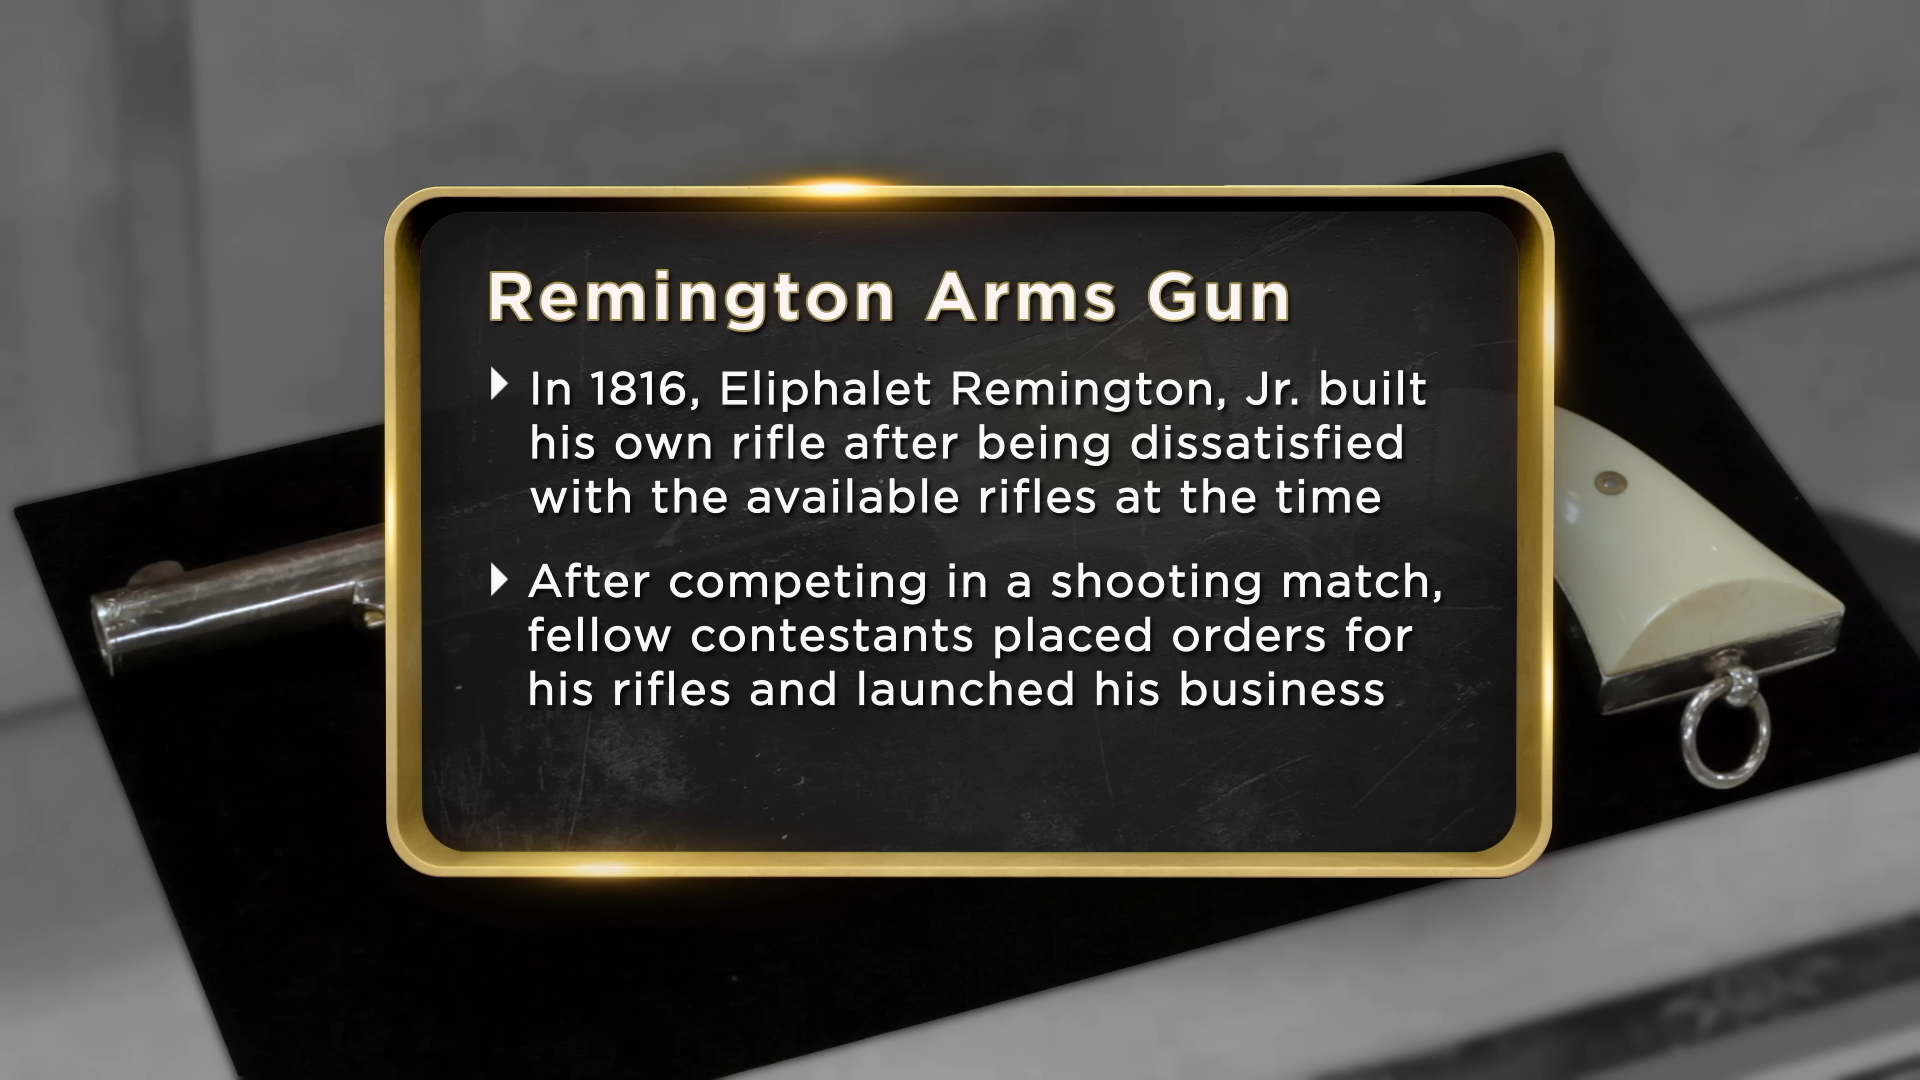 Remington Arms Gun
In 1816, Eliphalet Remington, Jr. built
his own rifle after being dissatisfied
with the available rifles at the time
After competing in a shooting match,
fellow contestants placed orders for
his rifles and launched his business